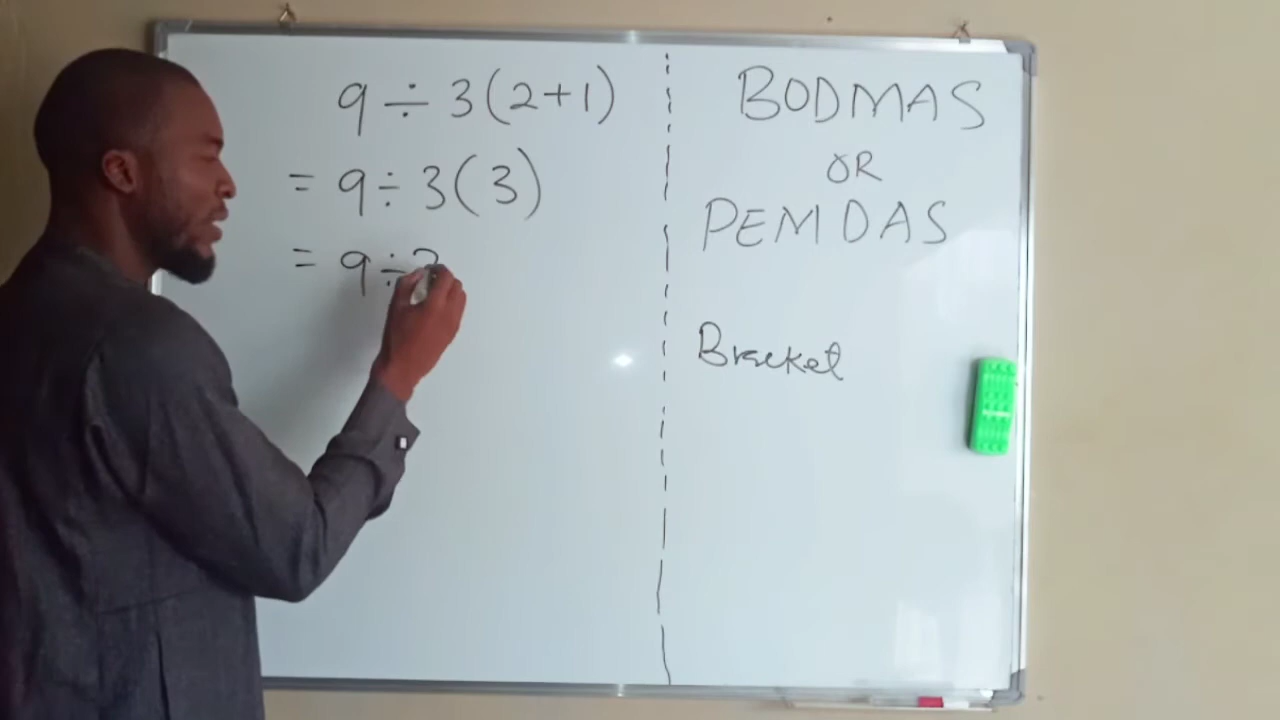 9 ÷ 3(2+1)
= 9 ÷ 3(3)
= 9 ÷ 3
BODMAS
OR
PEMDAS
Bracket